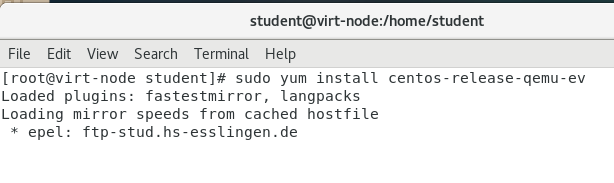 student@virt-node:/home/student
File Edit View Search Terminal Help
[root@virt-node student]# sudo yum install centos-release-qemu-ev
Loaded plugins: fastestmirror, langpacks
Loading mirror speeds from cached hostfile
 * epel: ftp-stud.hs-esslingen.de